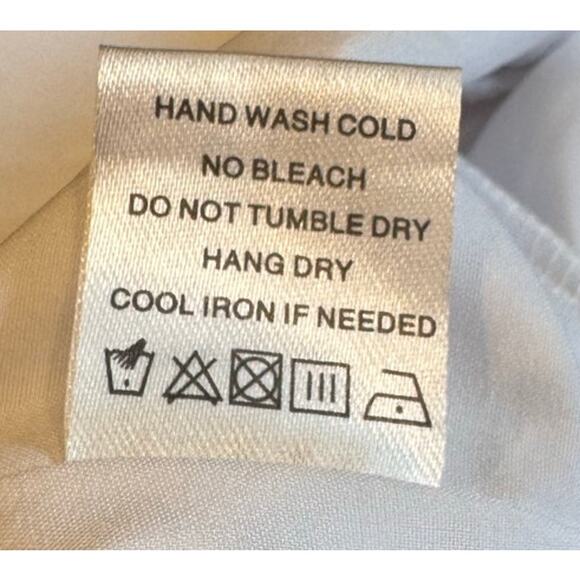 HAND WASH COLD
NO BLEACH
DO NOT TUMBLE DRY
HANG DRY
COOL IRON IF NEEDED